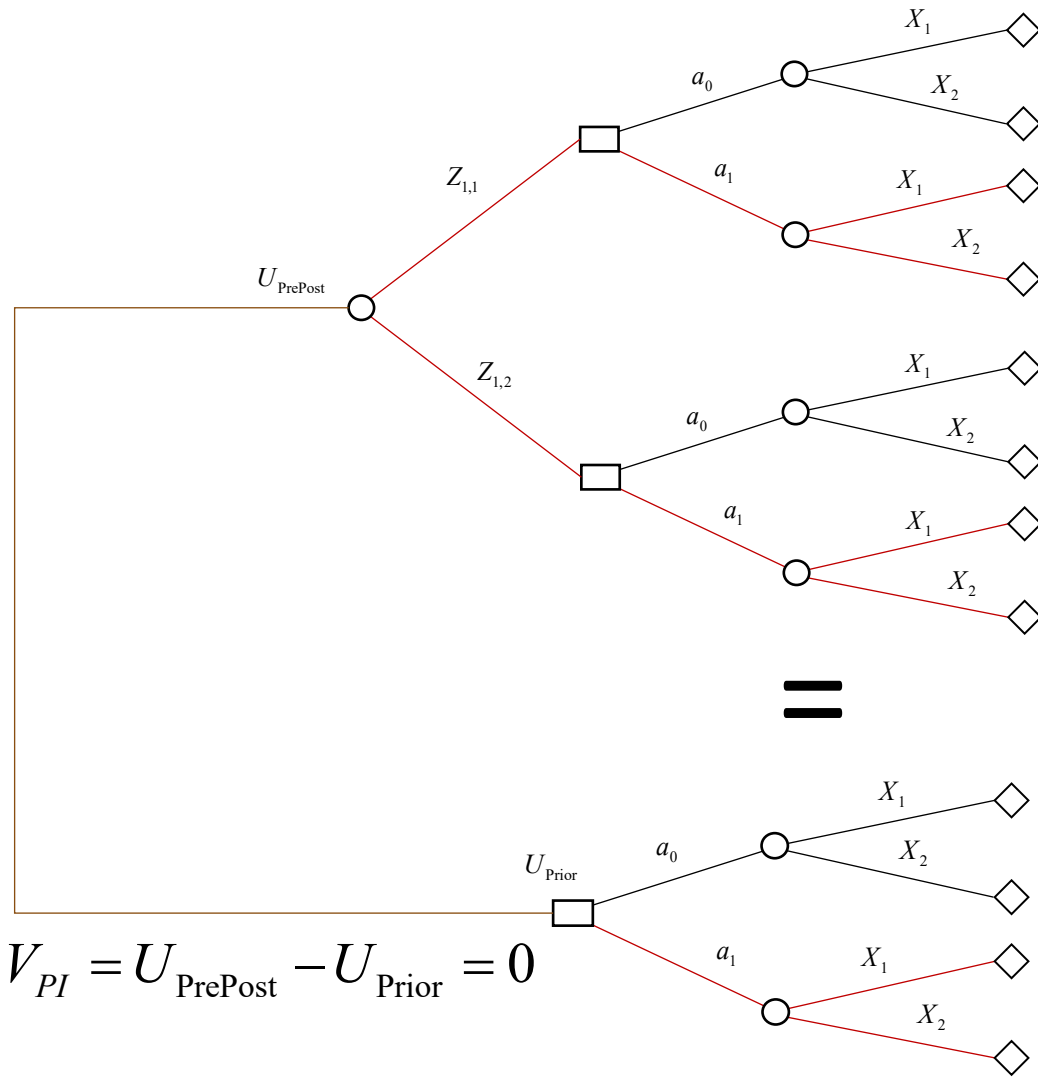 X₁
a₀
X₂
Z₁,₁
a₁
X₁
X₂
U_PrePost
X₁
Z₁,₂
a₀
X₂
a₁
X₁
X₂
=
X₁
a₀
X₂
U_Prior
a₁
X₁
X₂
V_PI = U_PrePost − U_Prior = 0